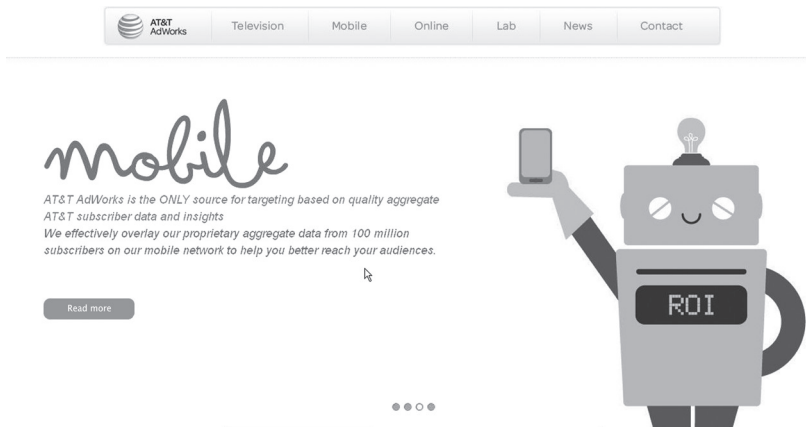 AT&T
AdWorks
Television
Mobile
Online
Lab
News
Contact
mobile
AT&T AdWorks is the ONLY source for targeting based on quality aggregate
AT&T subscriber data and insights
We effectively overlay our proprietary aggregate data from 100 million
subscribers on our mobile network to help you better reach your audiences.
Read more
ROI